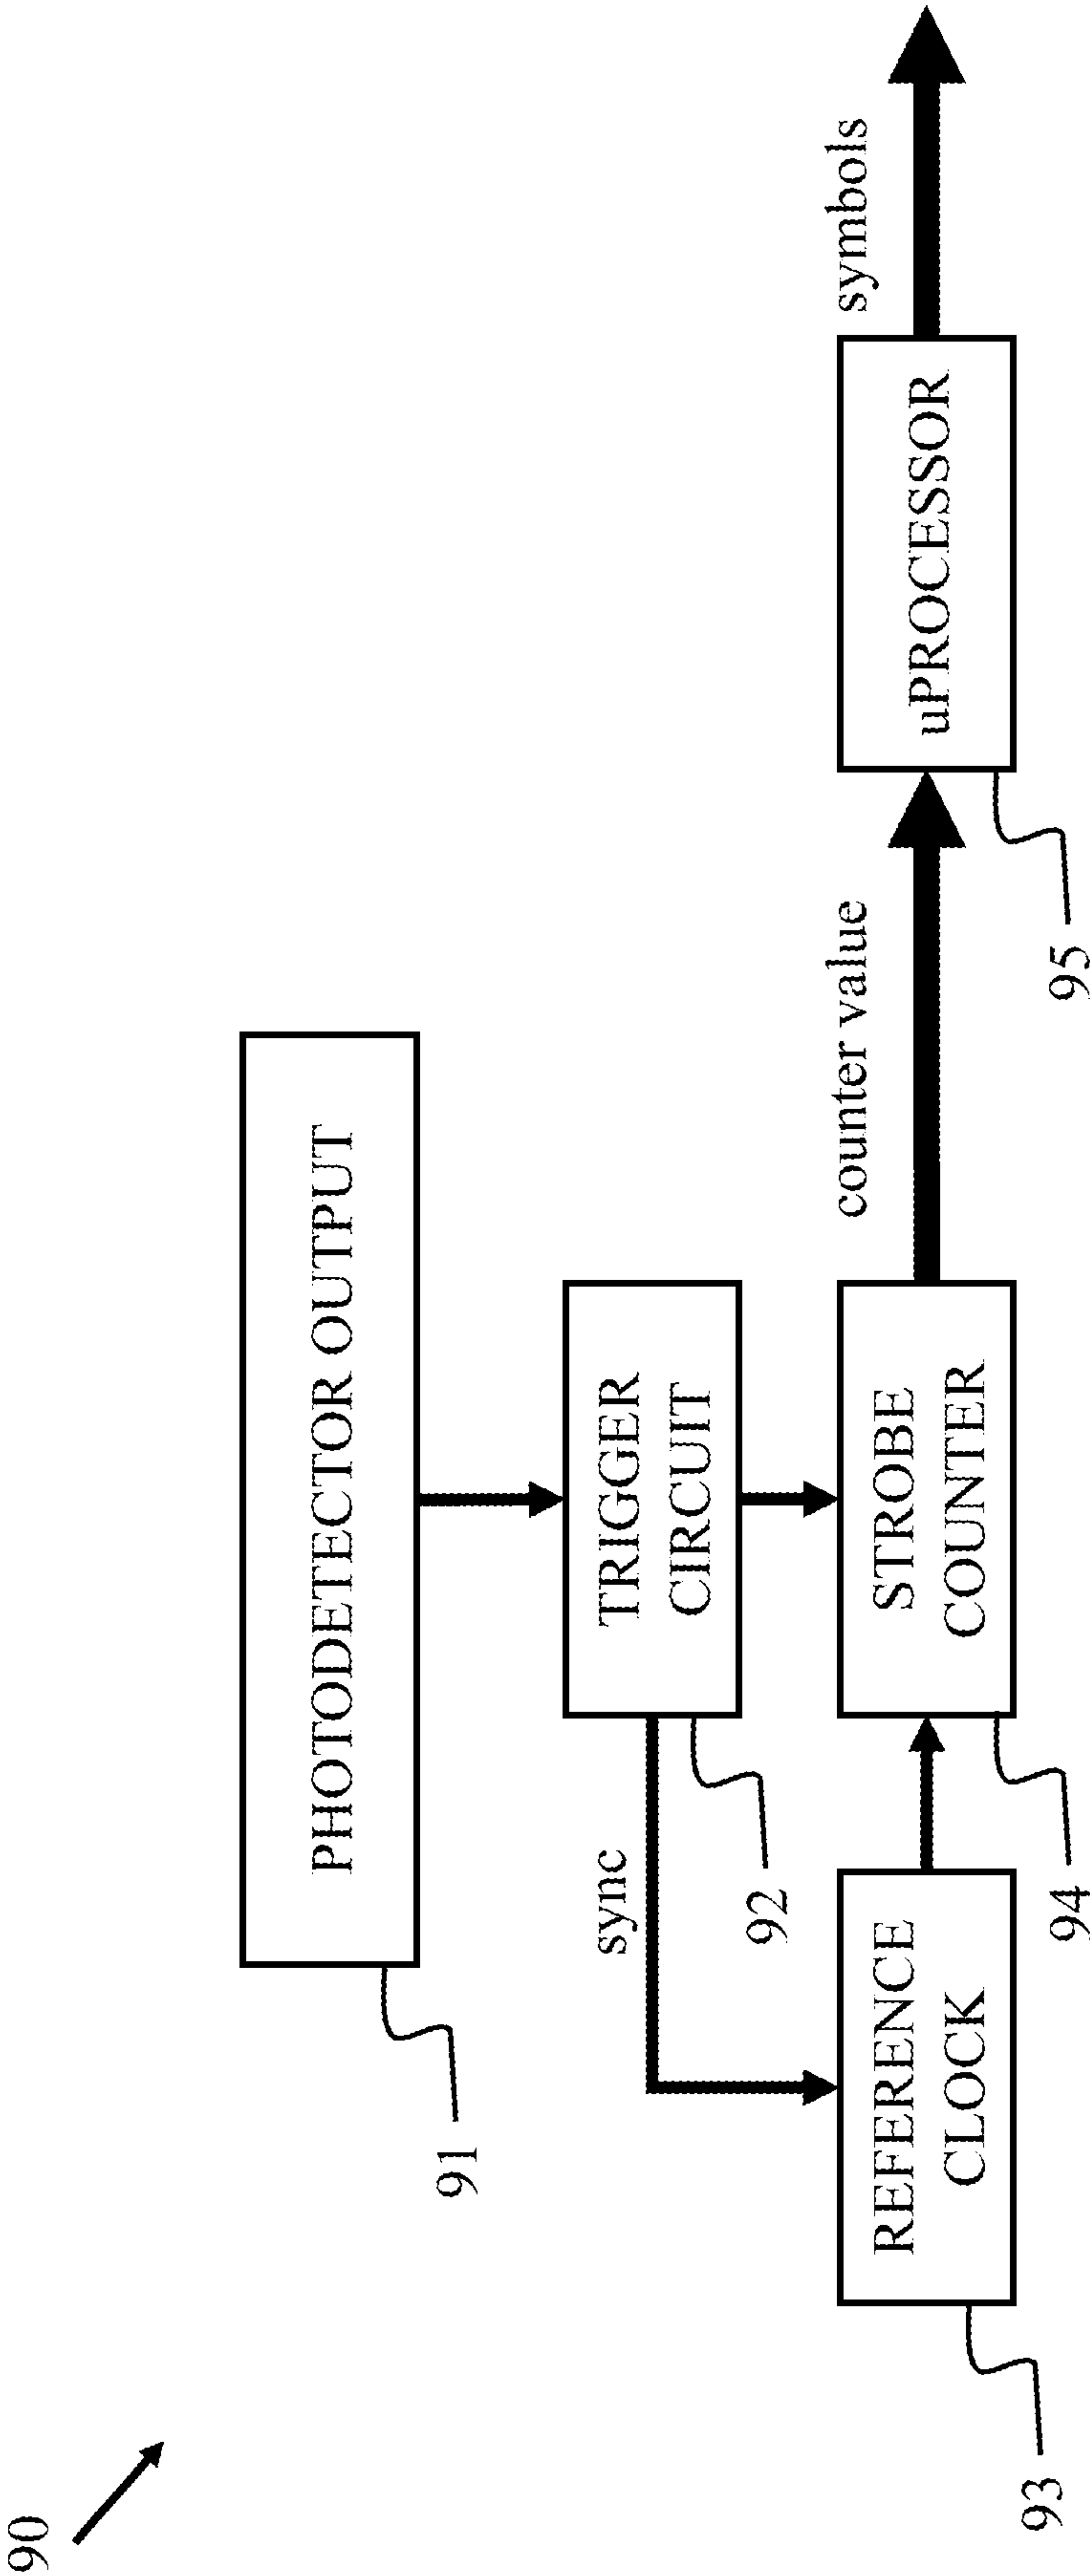 90
PHOTODETECTOR OUTPUT
91
TRIGGER
CIRCUIT
92
sync
REFERENCE
CLOCK
93
STROBE
COUNTER
94
counter value
uPROCESSOR
95
symbols